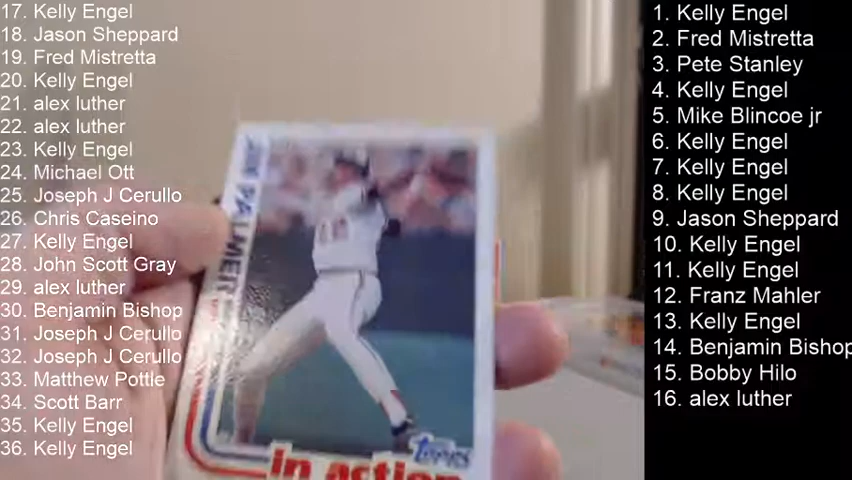 17. Kelly Engel
18. Jason Sheppard
19. Fred Mistretta
20. Kelly Engel
21. alex luther
22. alex luther
23. Kelly Engel
24. Michael Ott
25. Joseph J Cerullo
26. Chris Caseino
27. Kelly Engel
28. John Scott Gray
29. alex luther
30. Benjamin Bishop
31. Joseph J Cerullo
32. Joseph J Cerullo
33. Matthew Pottle
34. Scott Barr
35. Kelly Engel
36. Kelly Engel
JIM PALMER
Topps
in action
1. Kelly Engel
2. Fred Mistretta
3. Pete Stanley
4. Kelly Engel
5. Mike Blincoe jr
6. Kelly Engel
7. Kelly Engel
8. Kelly Engel
9. Jason Sheppard
10. Kelly Engel
11. Kelly Engel
12. Franz Mahler
13. Kelly Engel
14. Benjamin Bishop
15. Bobby Hilo
16. alex luther